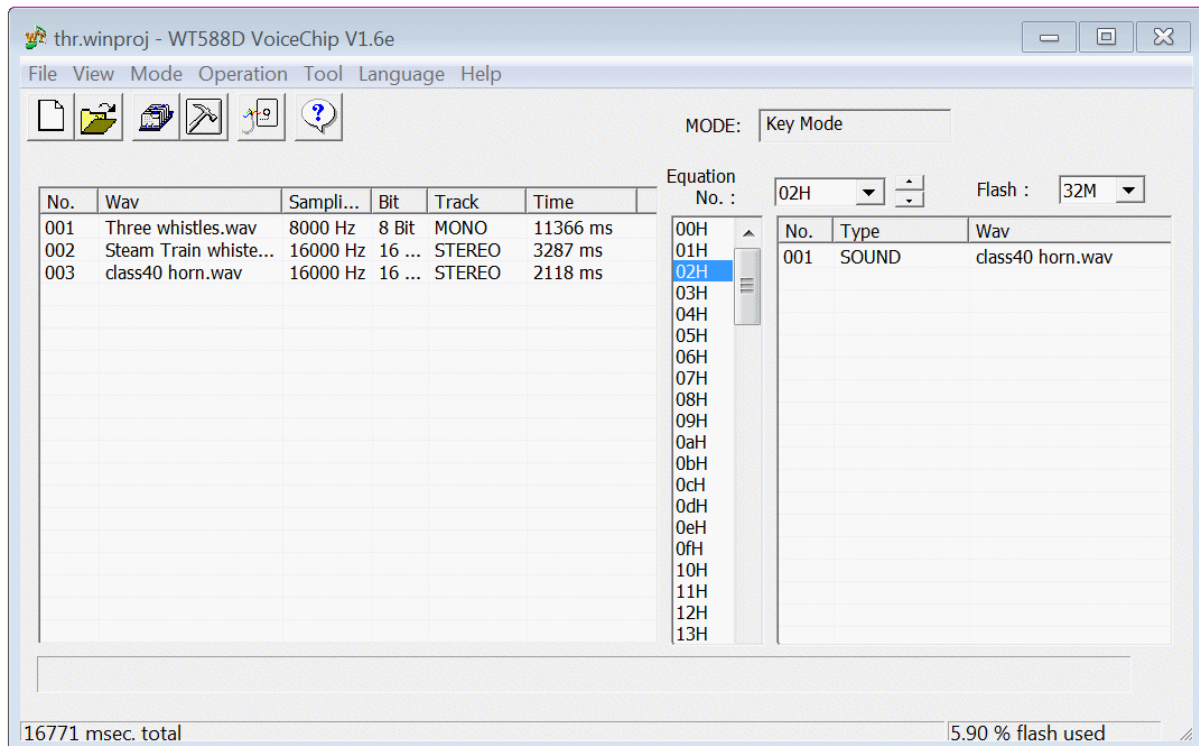 thr.winproj - WT588D VoiceChip V1.6e
File View Mode Operation Tool Language Help
MODE: Key Mode
Equation No. : 02H Flash : 32M
No. Wav Sampli... Bit Track Time
001 Three whistles.wav 8000 Hz 8 Bit MONO 11366 ms
002 Steam Train whiste... 16000 Hz 16 ... STEREO 3287 ms
003 class40 horn.wav 16000 Hz 16 ... STEREO 2118 ms
00H
01H
02H
03H
04H
05H
06H
07H
08H
09H
0aH
0bH
0cH
0dH
0eH
0fH
10H
11H
12H
13H
No. Type Wav
001 SOUND class40 horn.wav
16771 msec. total
5.90 % flash used